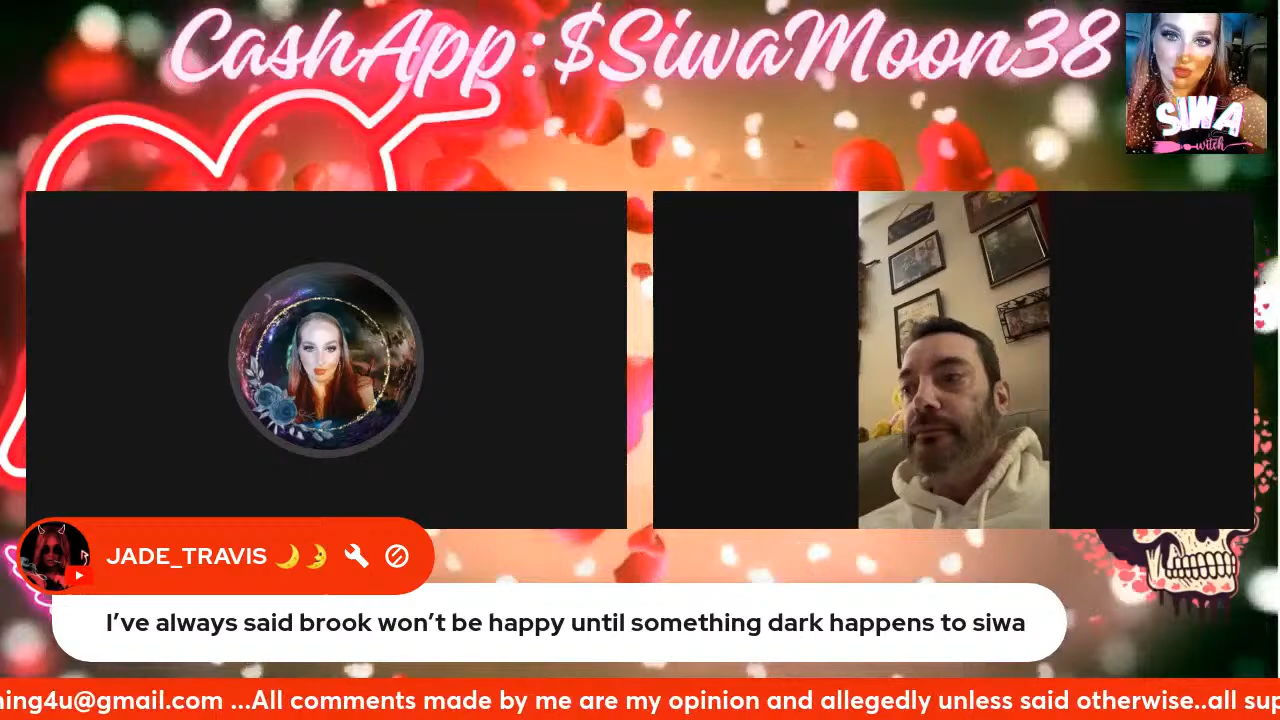 CashApp: $SiwaMoon38
SIWA
witch
JADE_TRAVIS 🌙🌛
I’ve always said brook won’t be happy until something dark happens to siwa
ning4u@gmail.com ...All comments made by me are my opinion and allegedly unless said otherwise..all sup